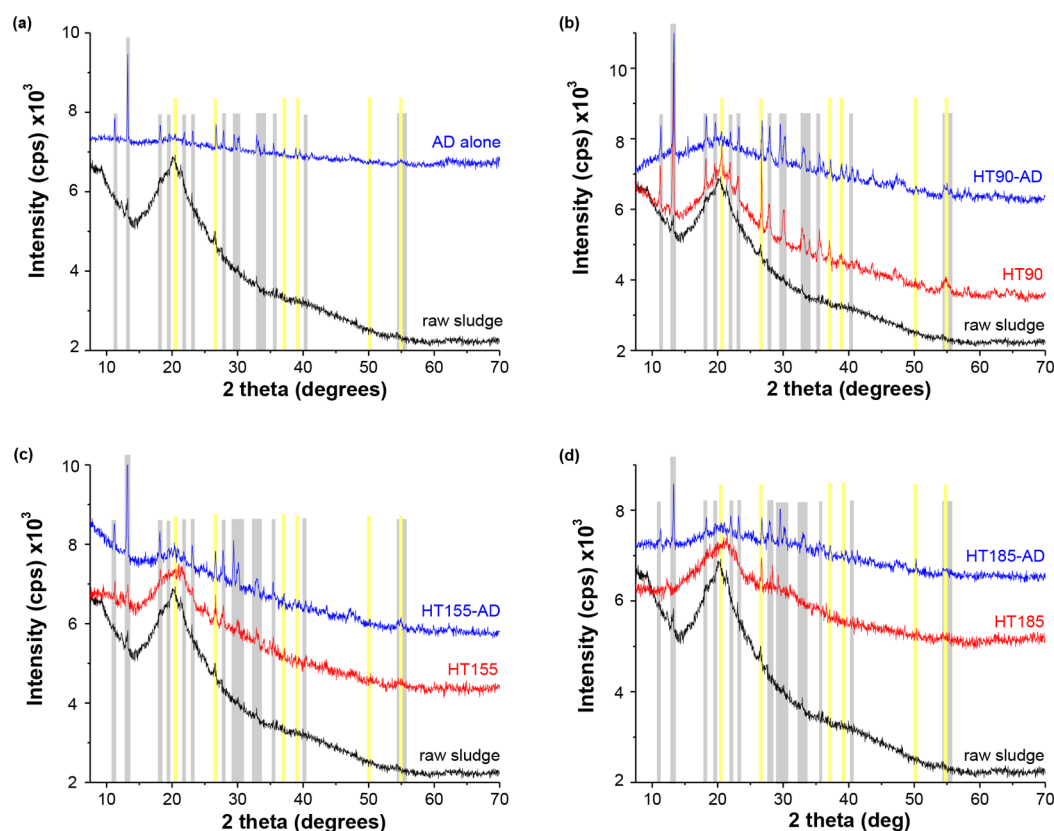 (a)
10
8
6
4
2
Intensity (cps) x10³
AD alone
raw sludge
10 20 30 40 50 60 70
2 theta (degrees)
(b)
10
8
6
4
2
Intensity (cps) x10³
HT90-AD
HT90
raw sludge
10 20 30 40 50 60 70
2 theta (degrees)
(c)
10
8
6
4
2
Intensity (cps) x10³
HT155-AD
HT155
raw sludge
10 20 30 40 50 60 70
2 theta (degrees)
(d)
8
6
4
2
Intensity (cps) x10³
HT185-AD
HT185
raw sludge
10 20 30 40 50 60 70
2 theta (deg)